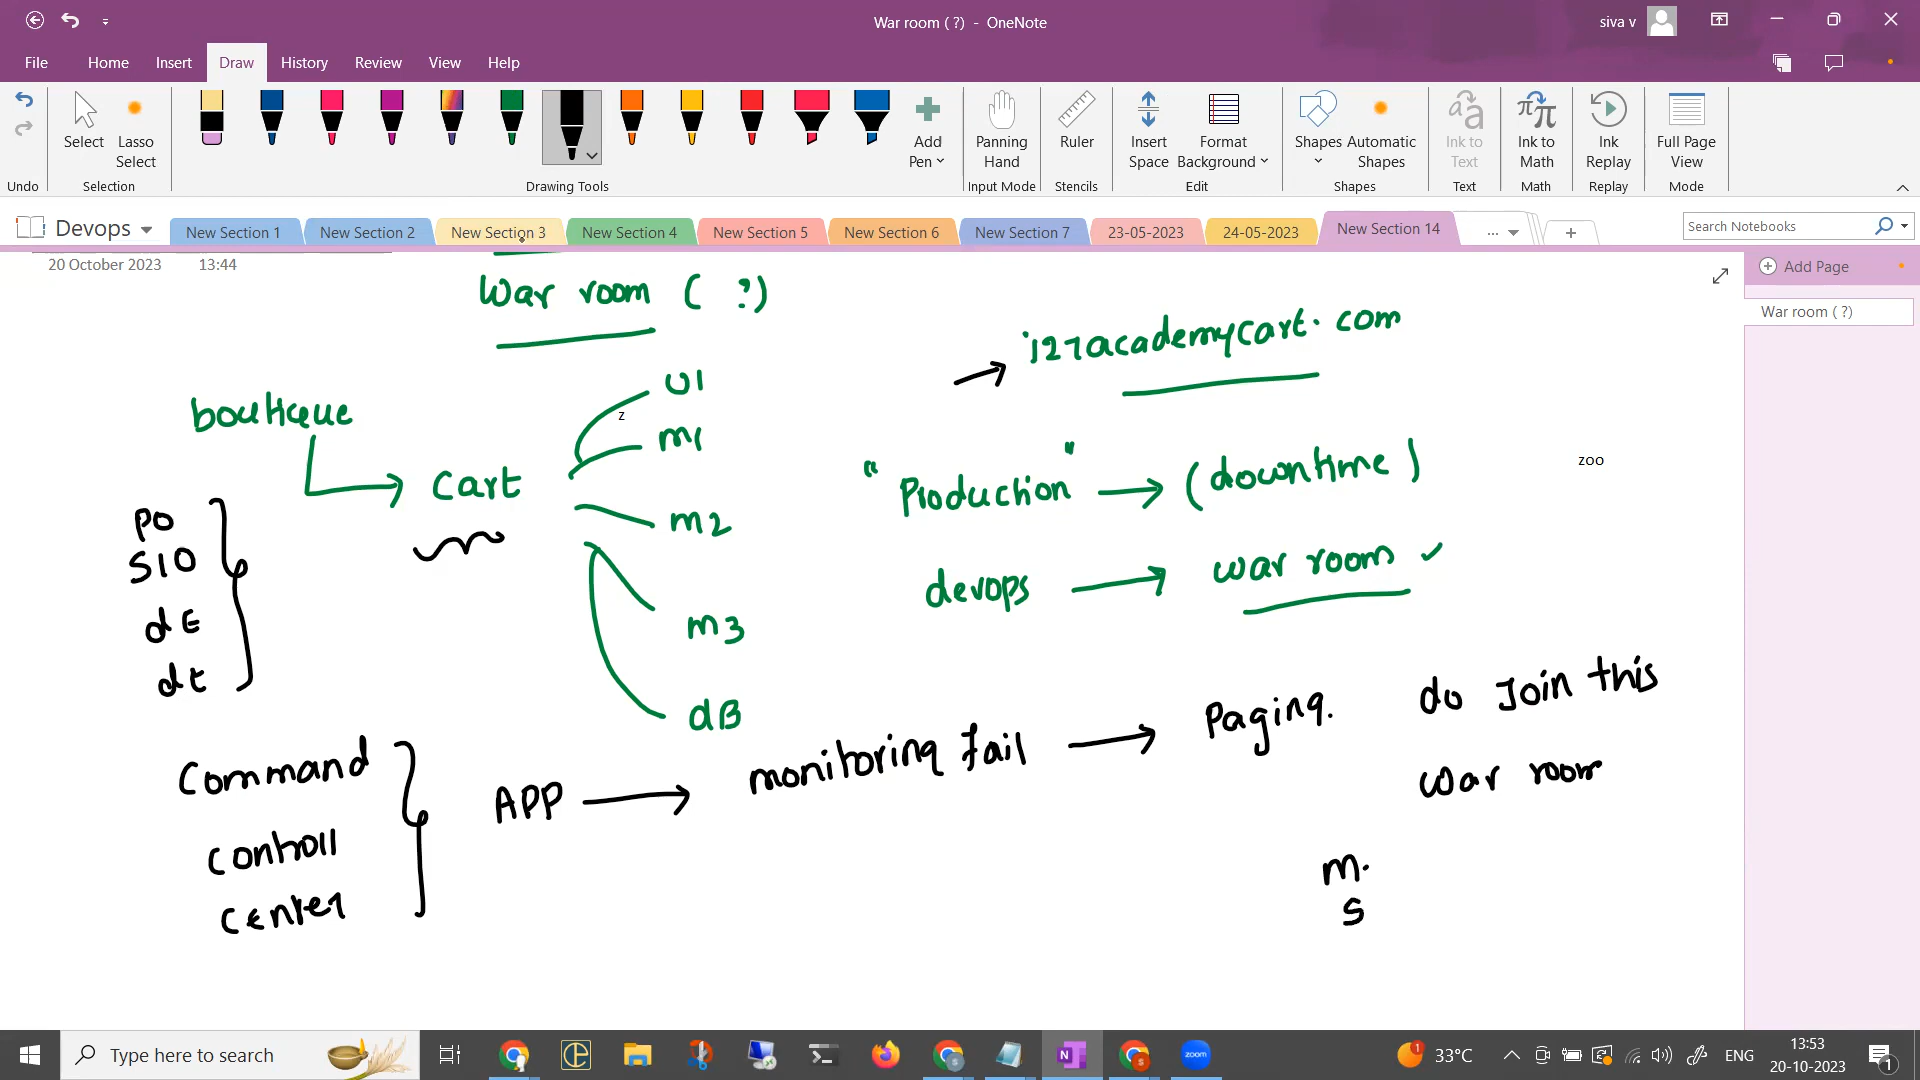 War room ( ?) - OneNote
siva v
File Home Insert Draw History Review View Help
Undo
Select
Lasso Select
Selection
Drawing Tools
Add Pen
Panning Hand
Input Mode
Ruler
Stencils
Insert Space
Format Background
Edit
Shapes
Automatic Shapes
Shapes
Ink to Text
Text
Ink to Math
Math
Ink Replay
Replay
Full Page View
Mode
Devops
New Section 1 New Section 2 New Section 3 New Section 4 New Section 5 New Section 6 New Section 7 23-05-2023 24-05-2023 New Section 14 ...
Search Notebooks
20 October 2023 13:44
Add Page
War room ( ?)
War room ( ?)
i27academycart.com
boutique
cart
UI
z
m1
m2
m3
dB
"Production" → (downtime)
zoo
devops → war room ✓
po
SIO
dE
dt
Command
controll
center
APP → monitoring fail → Paging.
do Join this
war room
m.
S
Type here to search
zoom
1
33°C
ENG
13:53
20-10-2023
1